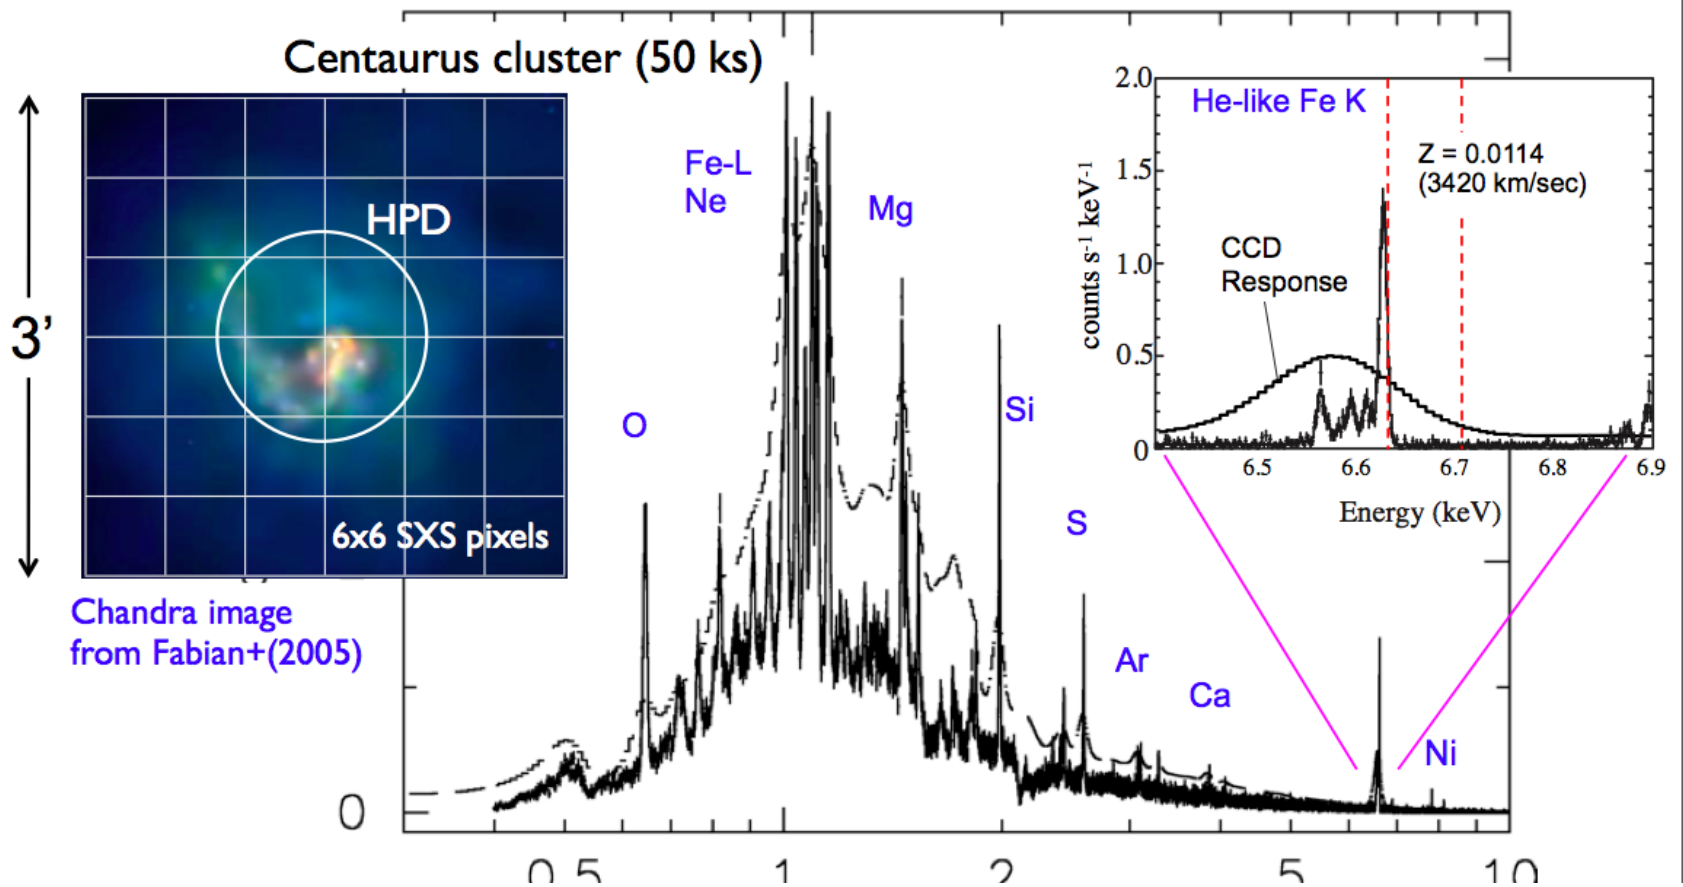 Centaurus cluster (50 ks)
3’
HPD
6x6 SXS pixels
Chandra image
from Fabian+(2005)
O
Fe-L
Ne
Mg
Si
S
Ar
Ca
Ni
0
0.5
1
2
5
10
He-like Fe K
Z = 0.0114
(3420 km/sec)
CCD
Response
counts s⁻¹ keV⁻¹
2.0
1.5
1.0
0.5
0
6.5
6.6
6.7
6.8
6.9
Energy (keV)